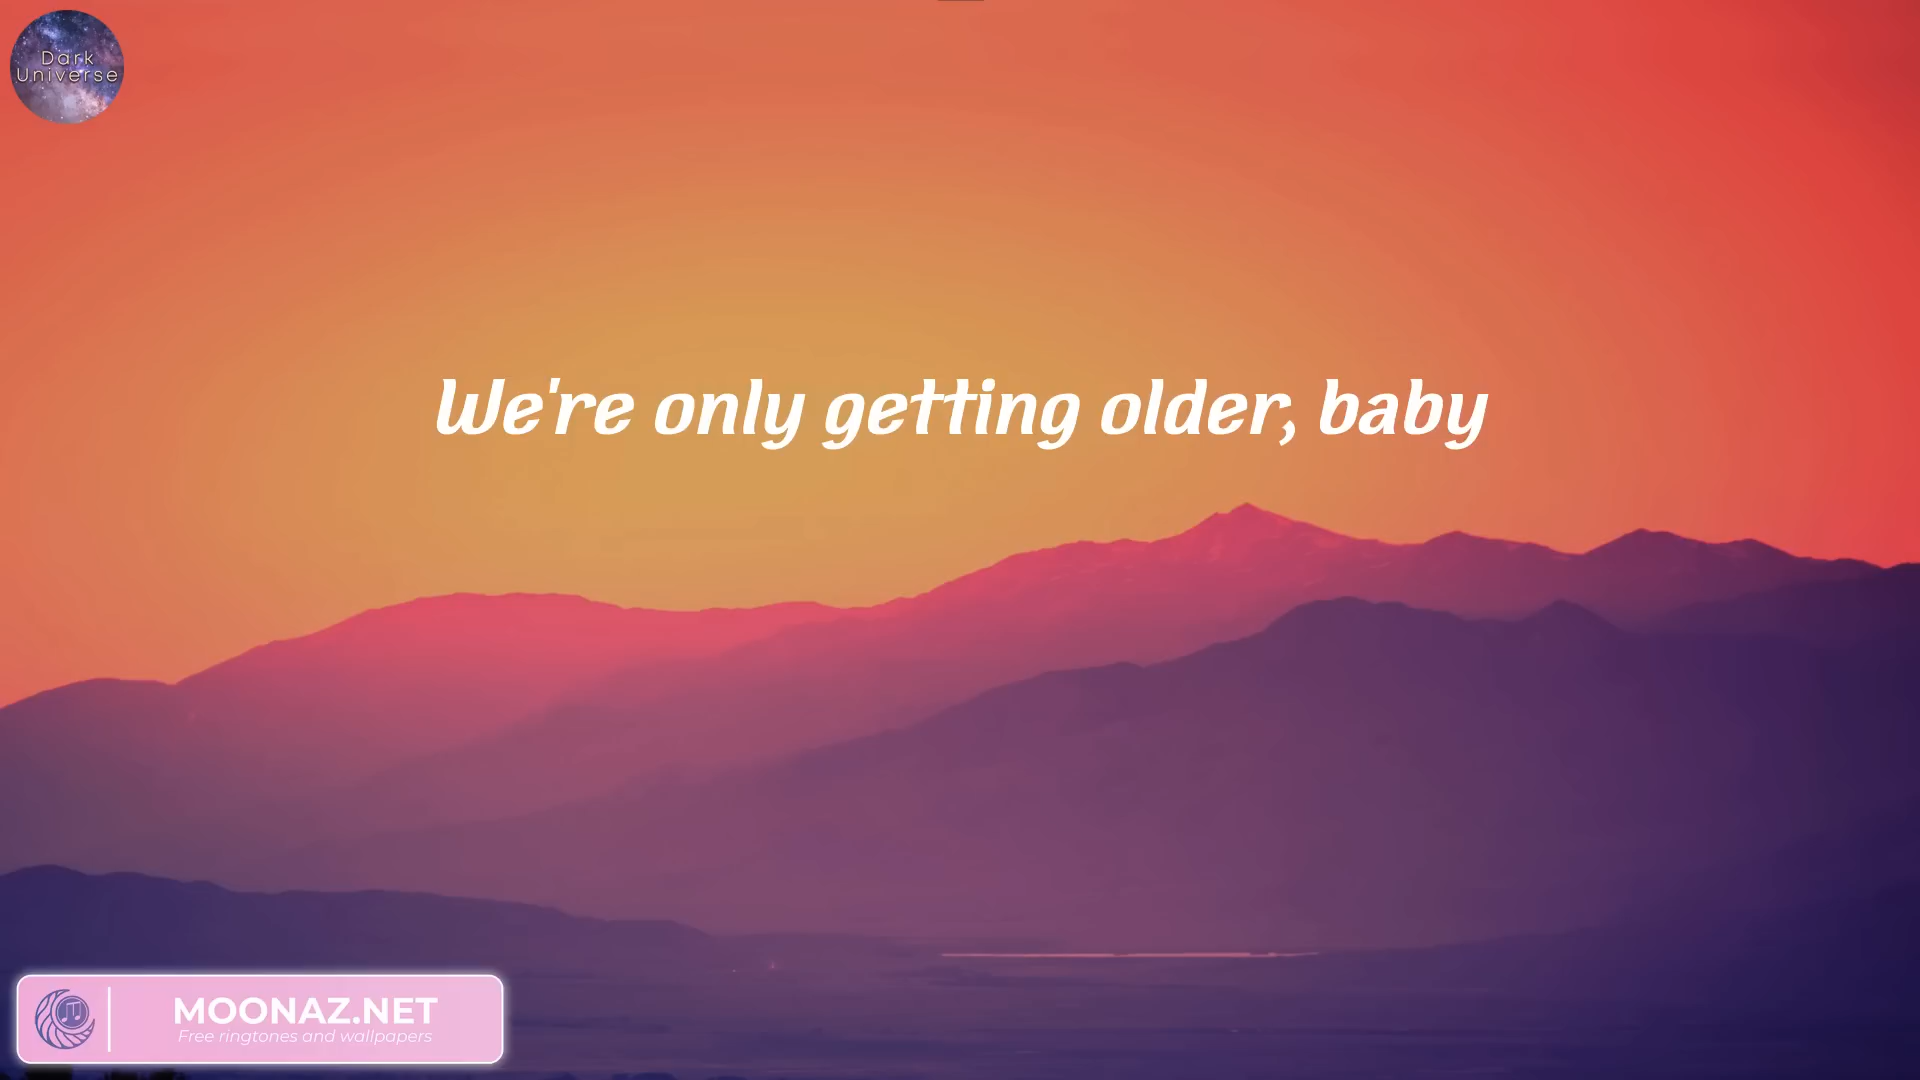 Dark
Universe
We're only getting older, baby
MOONAZ.NET
Free ringtones and wallpapers